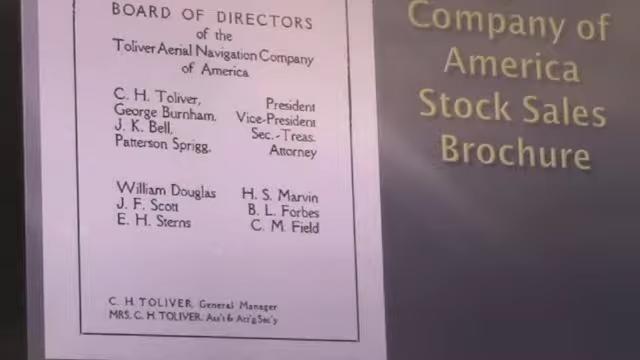 BOARD OF DIRECTORS
of the
Toliver Aerial Navigation Company
of America
C. H. Toliver, President
George Burnham, Vice-President
J. K. Bell, Sec.-Treas.
Patterson Sprigg, Attorney
William Douglas H. S. Marvin
J. F. Scott B. L. Forbes
E. H. Sterns C. M. Field
C. H. TOLIVER, General Manager
MRS. C. H. TOLIVER, Ass't & Act'g Sec'y
Company of
America
Stock Sales
Brochure